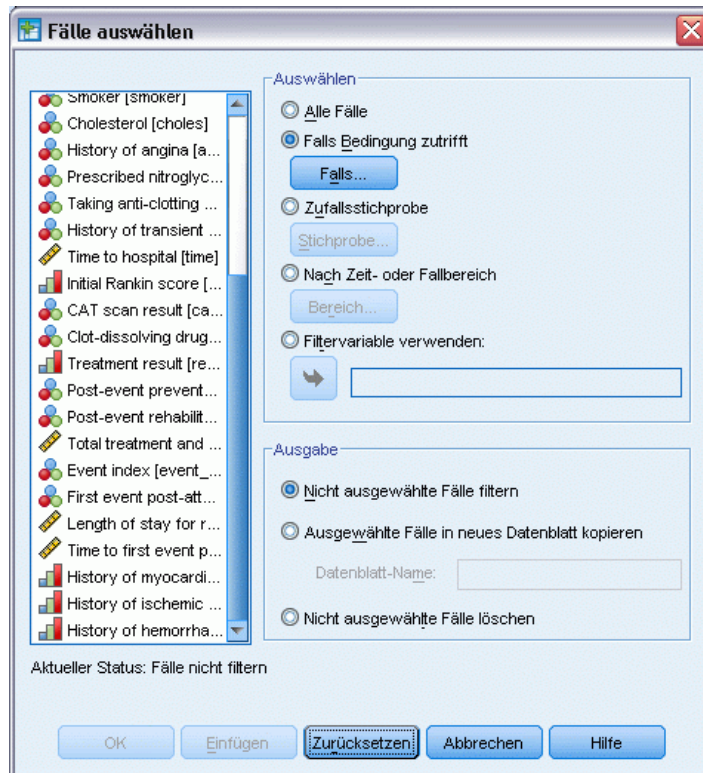 Fälle auswählen
Smoker [smoker]
Cholesterol [choles]
History of angina [a...
Prescribed nitroglyc...
Taking anti-clotting ...
History of transient ...
Time to hospital [time]
Initial Rankin score [...
CAT scan result [ca...
Clot-dissolving drug...
Treatment result [re...
Post-event prevent...
Post-event rehabilit...
Total treatment and ...
Event index [event_...
First event post-att...
Length of stay for r...
Time to first event p...
History of myocardi...
History of ischemic ...
History of hemorrha...
Auswählen
Alle Fälle
Falls Bedingung zutrifft
Falls...
Zufallsstichprobe
Stichprobe...
Nach Zeit- oder Fallbereich
Bereich...
Filtervariable verwenden:
Ausgabe
Nicht ausgewählte Fälle filtern
Ausgewählte Fälle in neues Datenblatt kopieren
Datenblatt-Name:
Nicht ausgewählte Fälle löschen
Aktueller Status: Fälle nicht filtern
OK Einfügen Zurücksetzen Abbrechen Hilfe